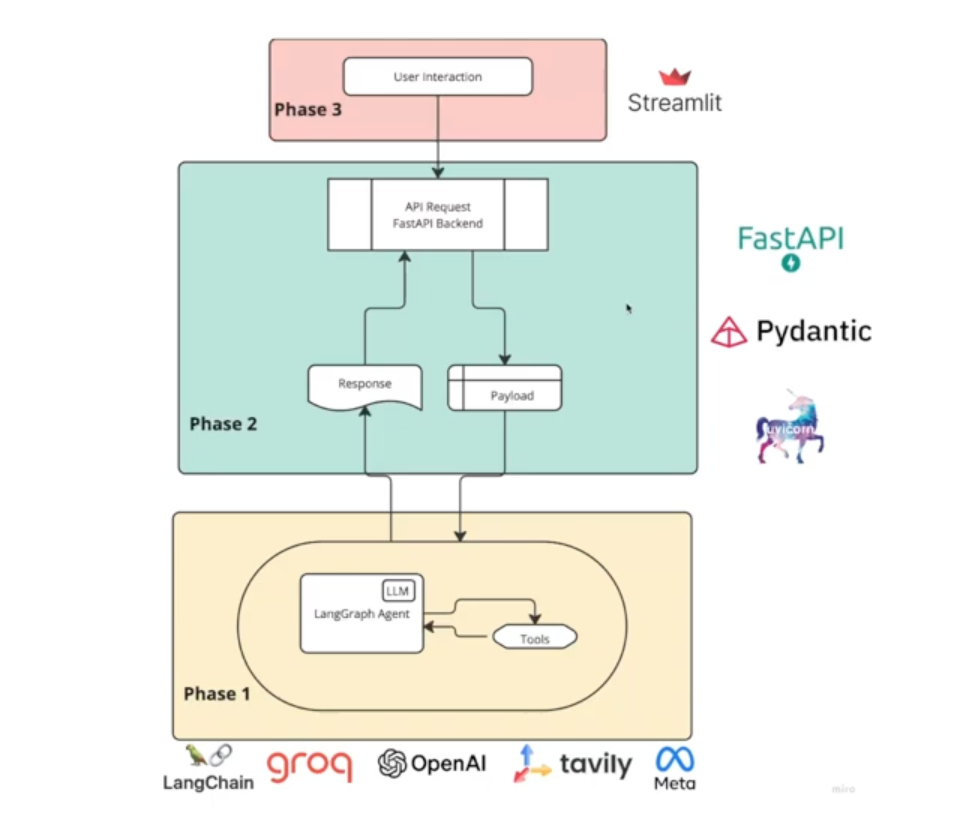 User Interaction
Phase 3
Streamlit
API Request
FastAPI Backend
FastAPI
Pydantic
Response
Payload
Phase 2
uvicorn
LLM
LangGraph Agent
Tools
Phase 1
LangChain
groq
OpenAI
tavily
Meta
miro